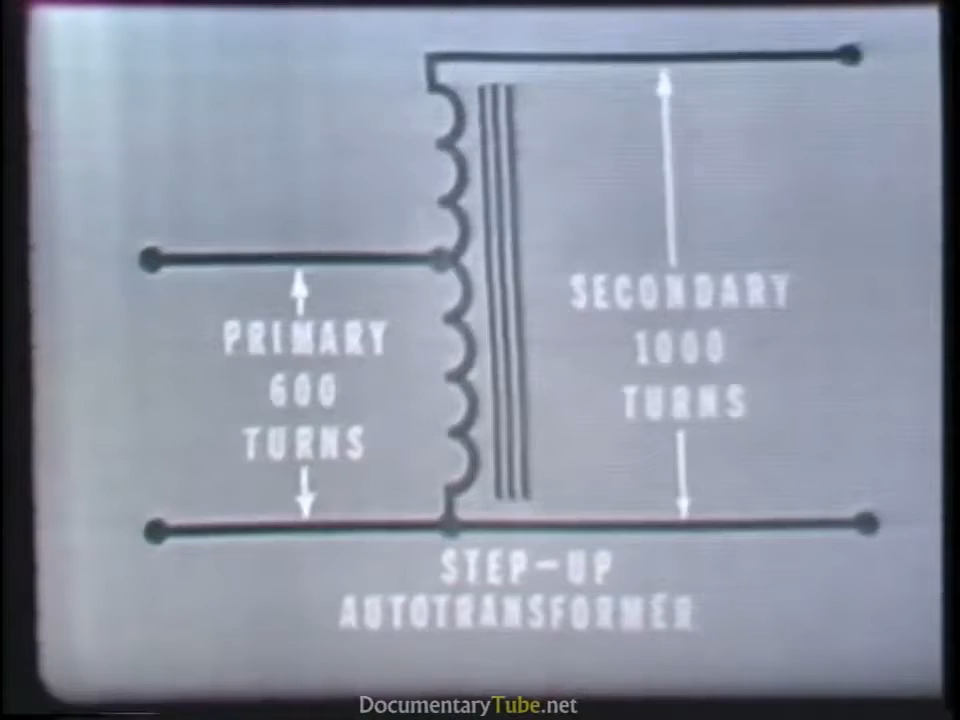 PRIMARY
600
TURNS
SECONDARY
1000
TURNS
STEP-UP
AUTOTRANSFORMER
DocumentaryTube.net